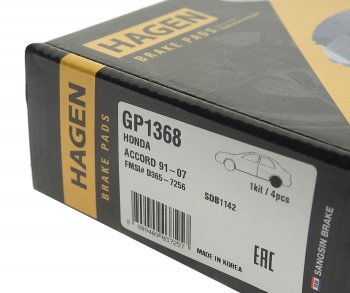 HAGEN
BRAKE PADS
HAGEN
BRAKE PADS
GP1368
HONDA
ACCORD 91-07
FMSI# D365-7256
SDB1142
1kit / 4pcs
MADE IN KOREA
EAC
SANGSIN BRAKE